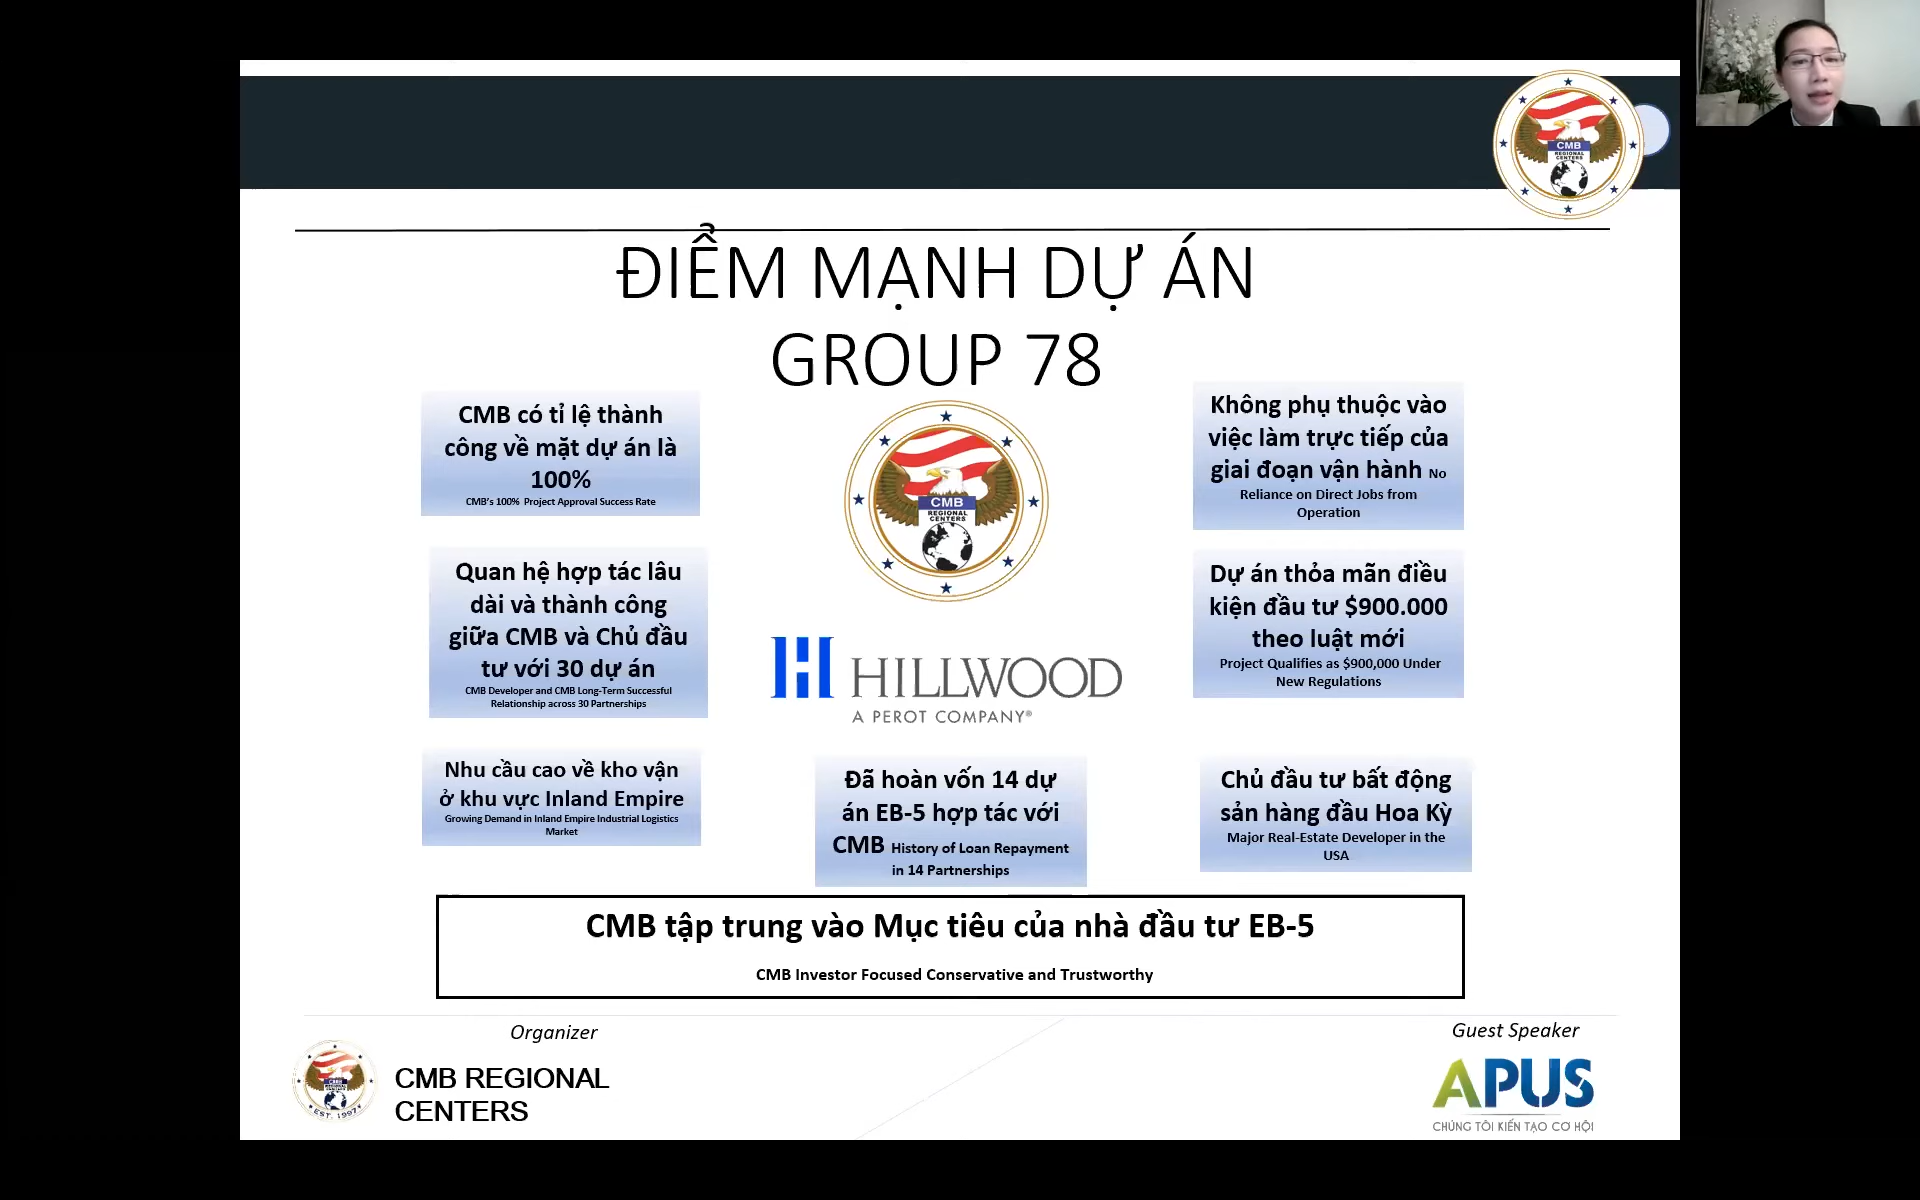 CMB
REGIONAL
CENTERS
ĐIỂM MẠNH DỰ ÁN
GROUP 78
CMB có tỉ lệ thành
công về mặt dự án là
100%
CMB's 100% Project Approval Success Rate
Quan hệ hợp tác lâu
dài và thành công
giữa CMB và Chủ đầu
tư với 30 dự án
CMB Developer and CMB Long-Term Successful
Relationship across 30 Partnerships
Nhu cầu cao về kho vận
ở khu vực Inland Empire
Growing Demand in Inland Empire Industrial Logistics
Market
CMB
REGIONAL
CENTERS
HILLWOOD
A PEROT COMPANY®
Đã hoàn vốn 14 dự
án EB-5 hợp tác với
CMB History of Loan Repayment
in 14 Partnerships
Không phụ thuộc vào
việc làm trực tiếp của
giai đoạn vận hành No
Reliance on Direct Jobs from
Operation
Dự án thỏa mãn điều
kiện đầu tư $900.000
theo luật mới
Project Qualifies as $900,000 Under
New Regulations
Chủ đầu tư bất động
sản hàng đầu Hoa Kỳ
Major Real-Estate Developer in the
USA
CMB tập trung vào Mục tiêu của nhà đầu tư EB-5
CMB Investor Focused Conservative and Trustworthy
Organizer
CMB
EST. 1997
CMB REGIONAL
CENTERS
Guest Speaker
APUS
CHÚNG TÔI KIẾN TẠO CƠ HỘI